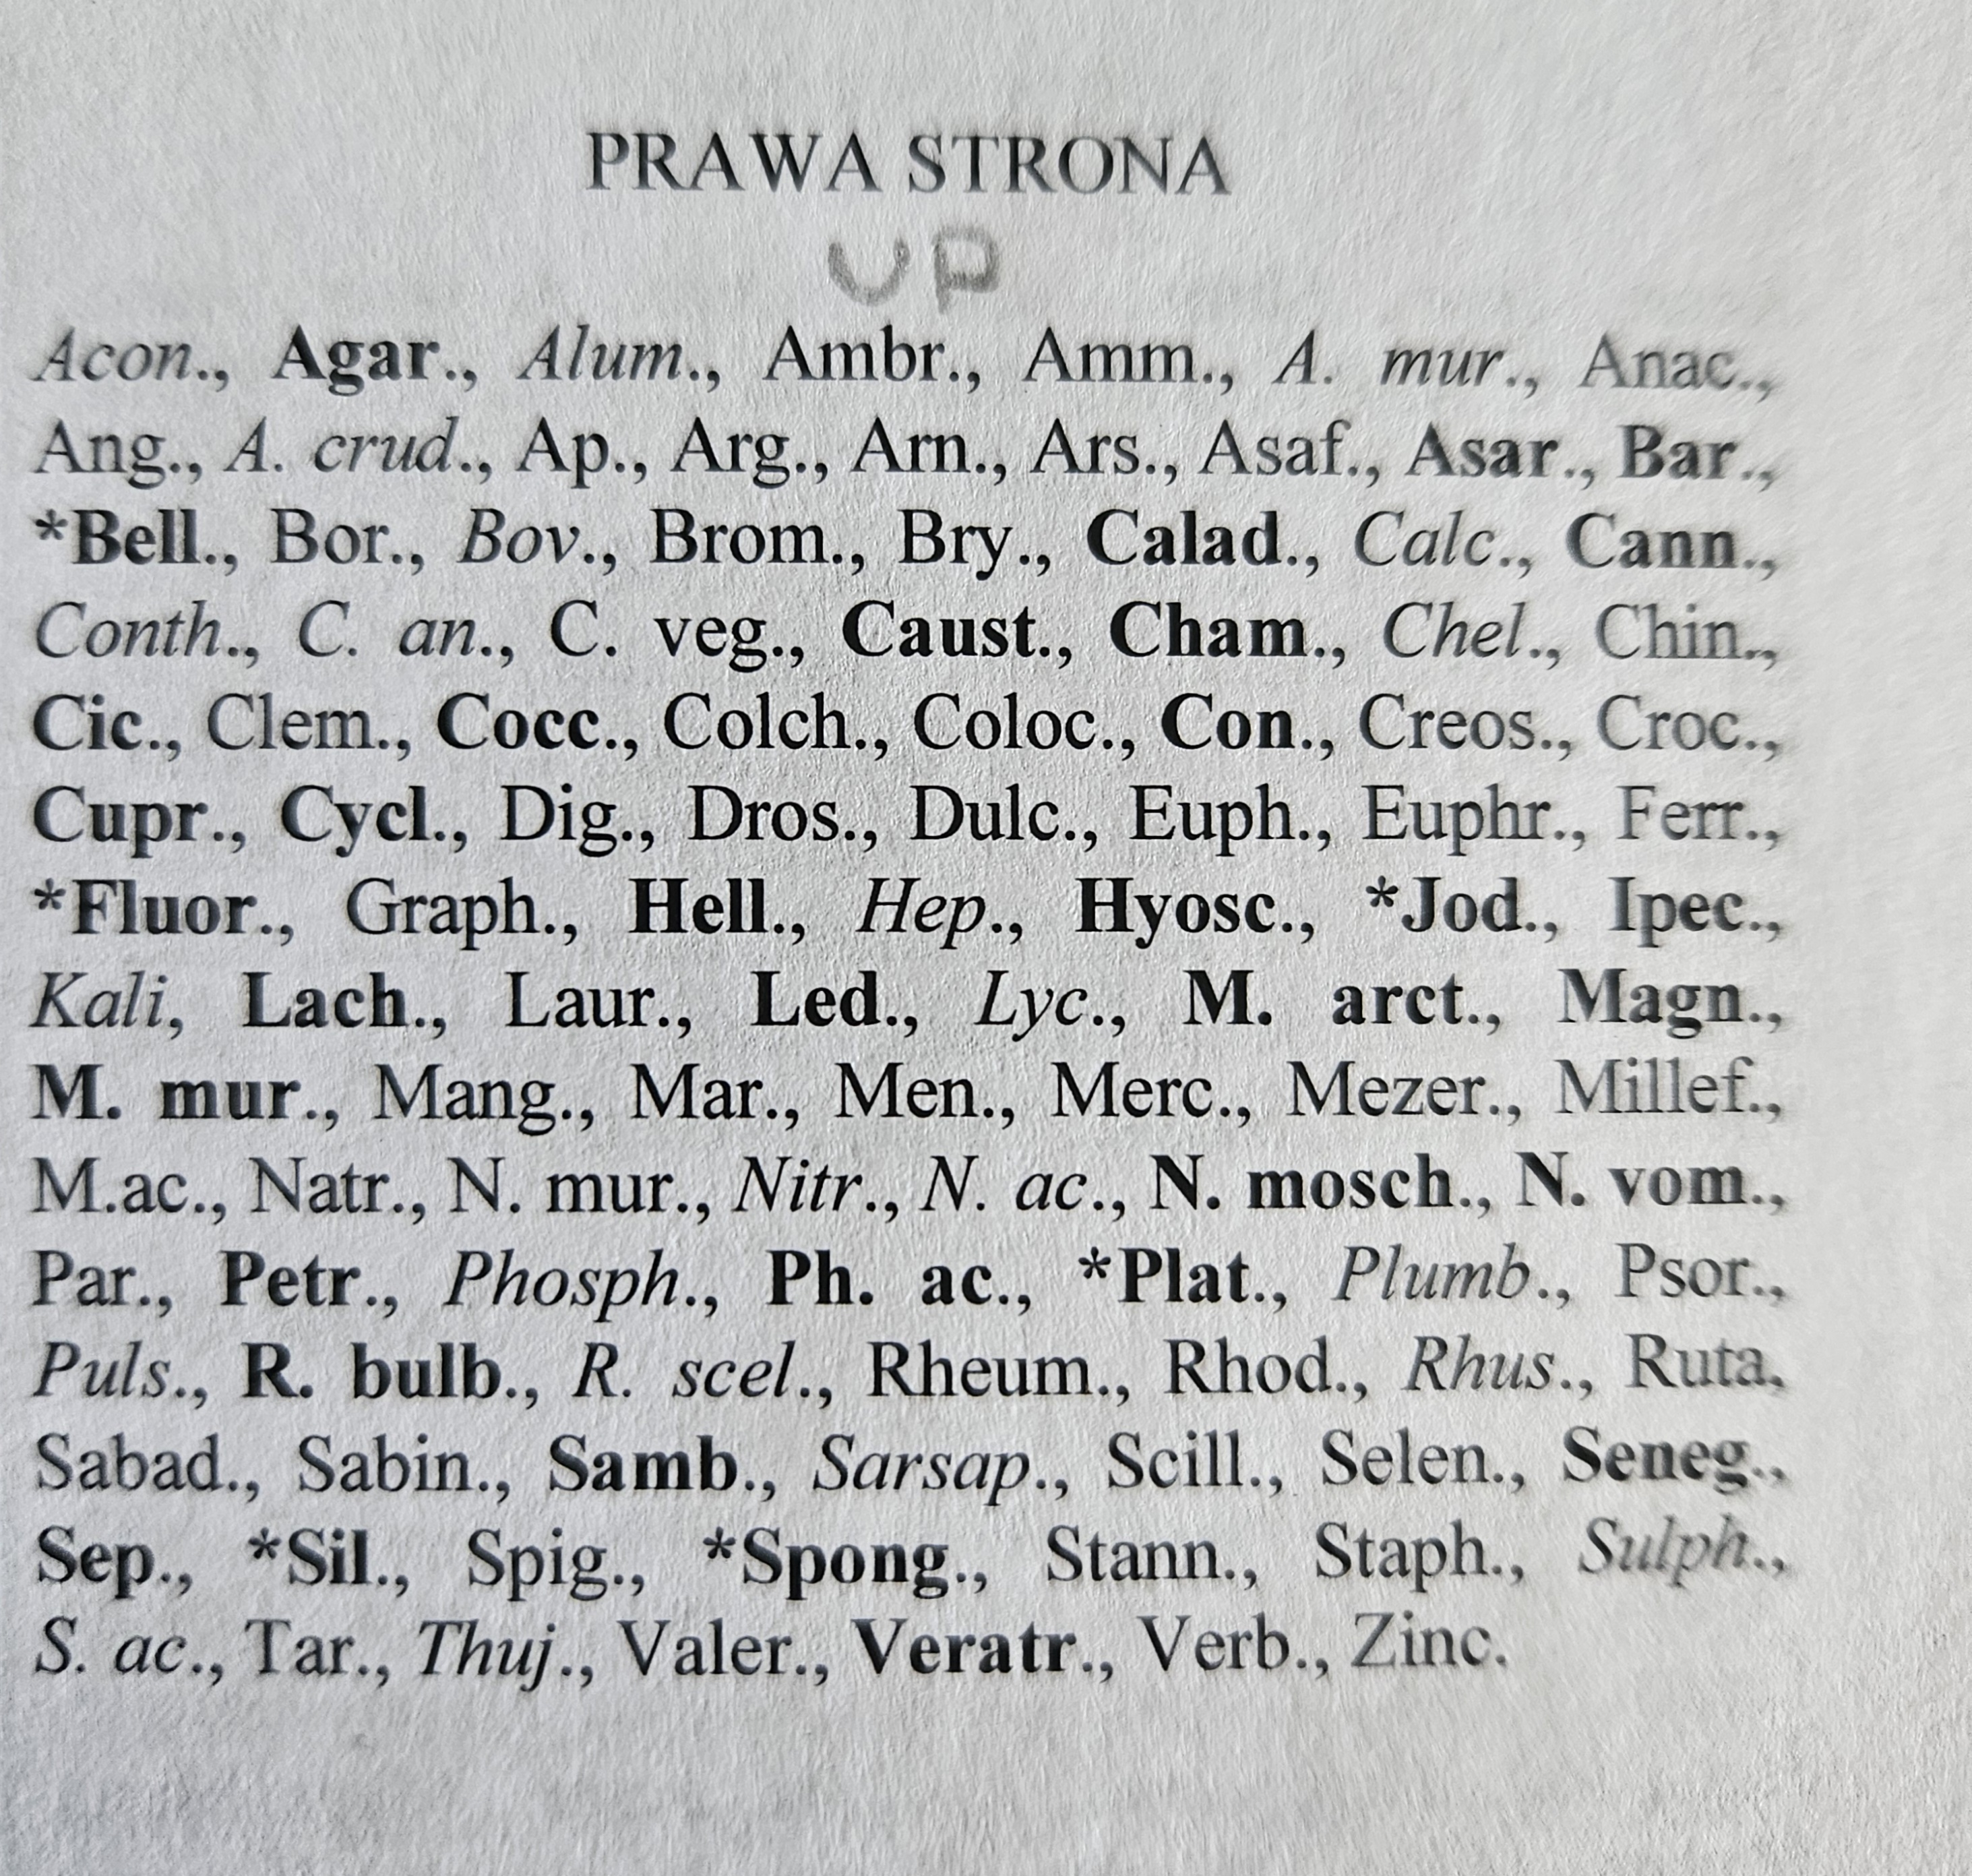 PRAWA STRONA
UP
Acon., Agar., Alum., Ambr., Amm., A. mur., Anac.,
Ang., A. crud., Ap., Arg., Arn., Ars., Asaf., Asar., Bar.,
*Bell., Bor., Bov., Brom., Bry., Calad., Calc., Cann.,
Conth., C. an., C. veg., Caust., Cham., Chel., Chin.,
Cic., Clem., Cocc., Colch., Coloc., Con., Creos., Croc.,
Cupr., Cycl., Dig., Dros., Dulc., Euph., Euphr., Ferr.,
*Fluor., Graph., Hell., Hep., Hyosc., *Jod., Ipec.,
Kali, Lach., Laur., Led., Lyc., M. arct., Magn.,
M. mur., Mang., Mar., Men., Merc., Mezer., Millef.,
M.ac., Natr., N. mur., Nitr., N. ac., N. mosch., N. vom.,
Par., Petr., Phosph., Ph. ac., *Plat., Plumb., Psor.,
Puls., R. bulb., R. scel., Rheum., Rhod., Rhus., Ruta,
Sabad., Sabin., Samb., Sarsap., Scill., Selen., Seneg.,
Sep., *Sil., Spig., *Spong., Stann., Staph., Sulph.,
S. ac., Tar., Thuj., Valer., Veratr., Verb., Zinc.